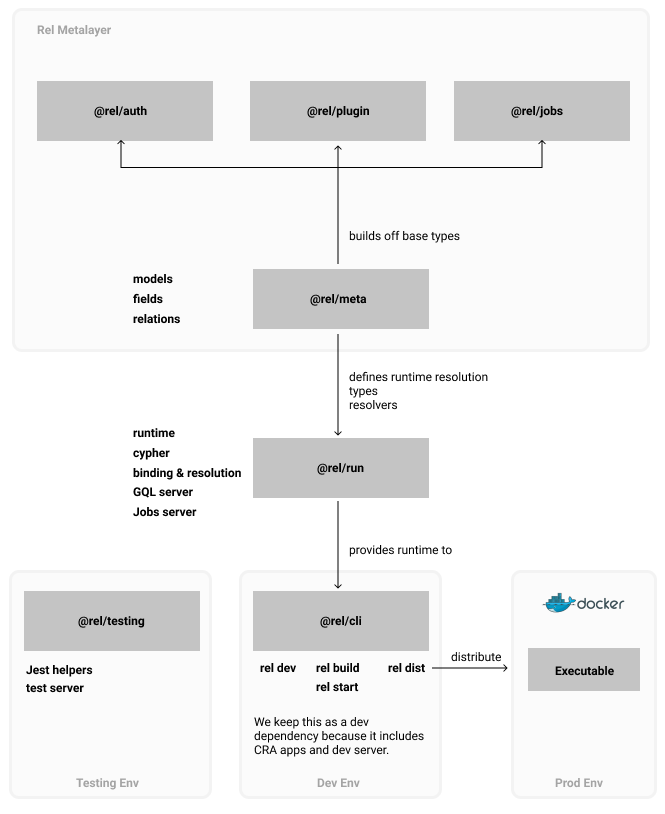 Rel Metalayer
@rel/auth
@rel/plugin
@rel/jobs
builds off base types
models
fields
relations
@rel/meta
defines runtime resolution
types
resolvers
runtime
cypher
binding & resolution
GQL server
Jobs server
@rel/run
provides runtime to
@rel/testing
Jest helpers
test server
Testing Env
@rel/cli
rel dev
rel build
rel dist
rel start
We keep this as a dev
dependency because it includes
CRA apps and dev server.
Dev Env
distribute
docker
Executable
Prod Env